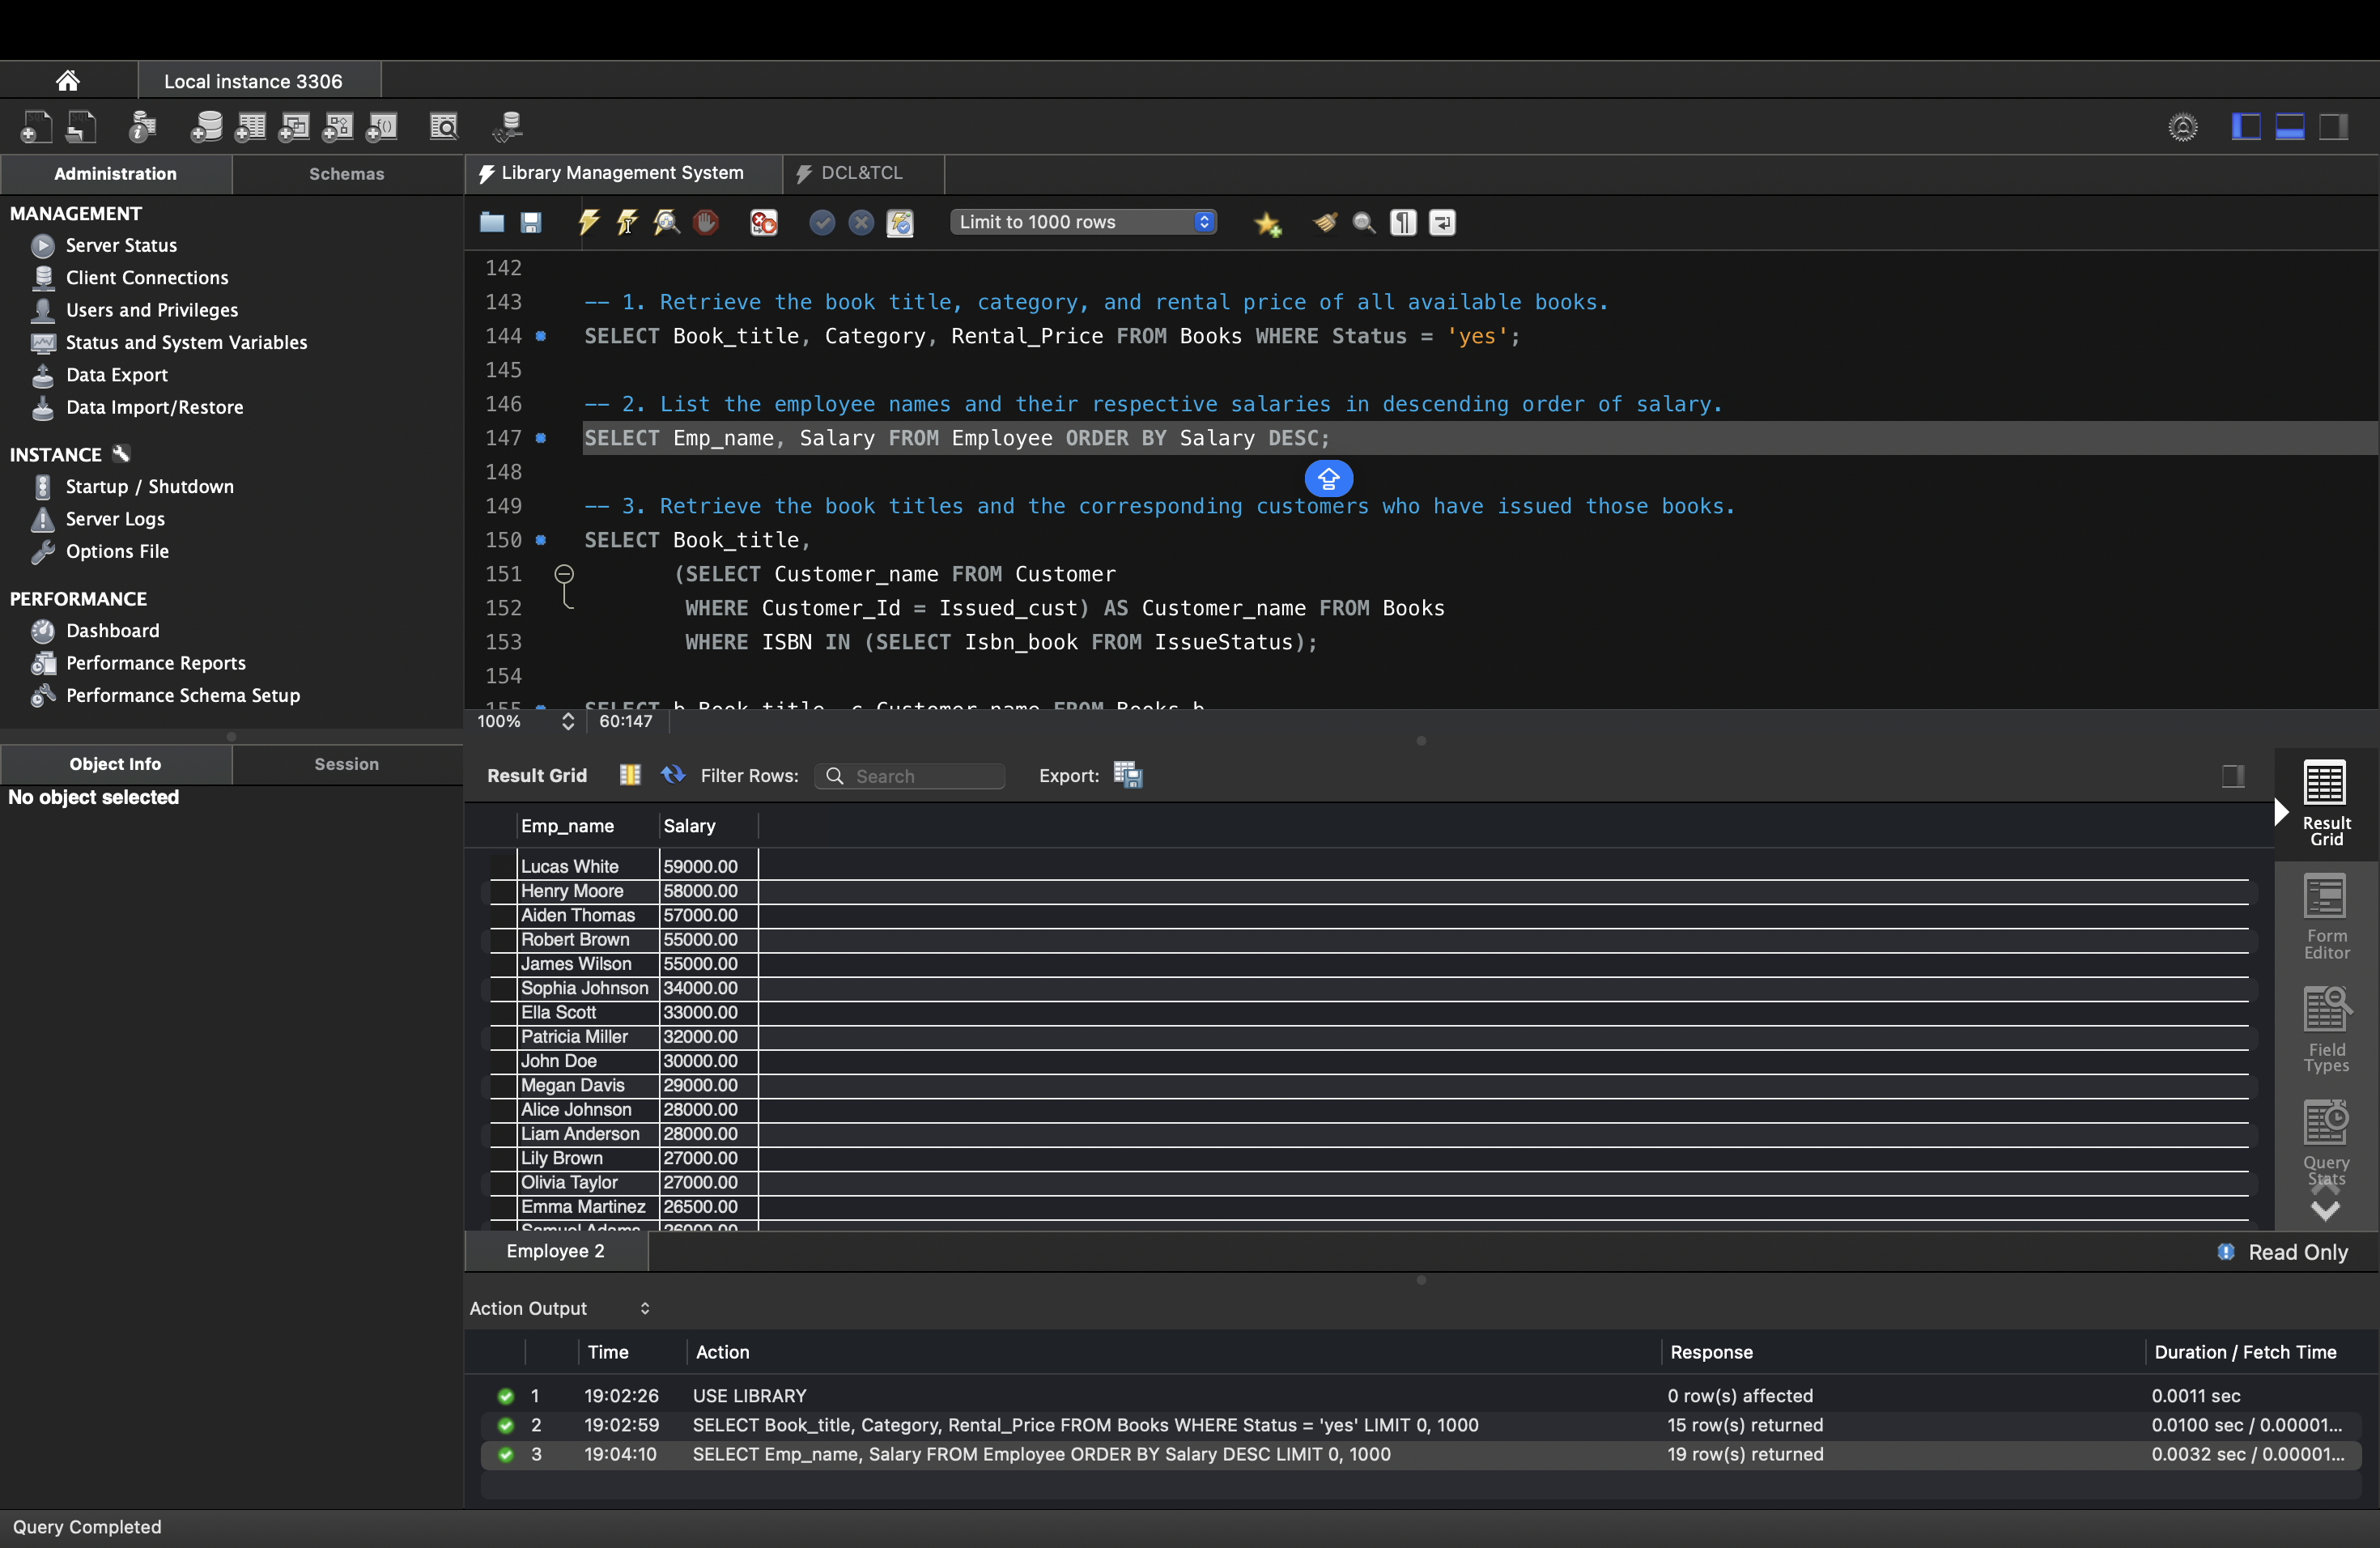 Local instance 3306
Administration
Schemas
Library Management System
DCL&TCL
MANAGEMENT
Server Status
Client Connections
Users and Privileges
Status and System Variables
Data Export
Data Import/Restore
INSTANCE
Startup / Shutdown
Server Logs
Options File
PERFORMANCE
Dashboard
Performance Reports
Performance Schema Setup
Object Info
Session
No object selected
Limit to 1000 rows
142
143 -- 1. Retrieve the book title, category, and rental price of all available books.
144 SELECT Book_title, Category, Rental_Price FROM Books WHERE Status = 'yes';
145
146 -- 2. List the employee names and their respective salaries in descending order of salary.
147 SELECT Emp_name, Salary FROM Employee ORDER BY Salary DESC;
148
149 -- 3. Retrieve the book titles and the corresponding customers who have issued those books.
150 SELECT Book_title,
151 (SELECT Customer_name FROM Customer
152 WHERE Customer_Id = Issued_cust) AS Customer_name FROM Books
153 WHERE ISBN IN (SELECT Isbn_book FROM IssueStatus);
154
155 SELECT b.Book_title, c.Customer_name FROM Books b
100% 60:147
Result Grid Filter Rows: Search Export:
Emp_name Salary
Lucas White 59000.00
Henry Moore 58000.00
Aiden Thomas 57000.00
Robert Brown 55000.00
James Wilson 55000.00
Sophia Johnson 34000.00
Ella Scott 33000.00
Patricia Miller 32000.00
John Doe 30000.00
Megan Davis 29000.00
Alice Johnson 28000.00
Liam Anderson 28000.00
Lily Brown 27000.00
Olivia Taylor 27000.00
Emma Martinez 26500.00
Samuel Adams 26000.00
Result
Grid
Form
Editor
Field
Types
Query
Stats
Employee 2
Read Only
Action Output
Time Action Response Duration / Fetch Time
1 19:02:26 USE LIBRARY 0 row(s) affected 0.0011 sec
2 19:02:59 SELECT Book_title, Category, Rental_Price FROM Books WHERE Status = 'yes' LIMIT 0, 1000 15 row(s) returned 0.0100 sec / 0.00001...
3 19:04:10 SELECT Emp_name, Salary FROM Employee ORDER BY Salary DESC LIMIT 0, 1000 19 row(s) returned 0.0032 sec / 0.00001...
Query Completed